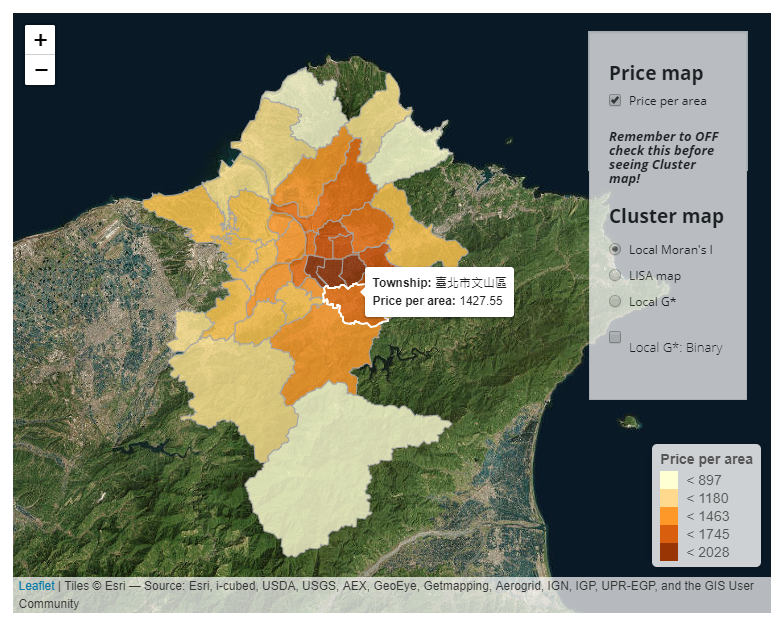 +
−
Price map
Price per area
Remember to OFF
check this before
seeing Cluster
map!
Cluster map
Local Moran's I
LISA map
Local G*
Local G*: Binary
Township: 臺北市文山區
Price per area: 1427.55
Price per area
< 897
< 1180
< 1463
< 1745
< 2028
Leaflet | Tiles © Esri — Source: Esri, i-cubed, USDA, USGS, AEX, GeoEye, Getmapping, Aerogrid, IGN, IGP, UPR-EGP, and the GIS User
Community